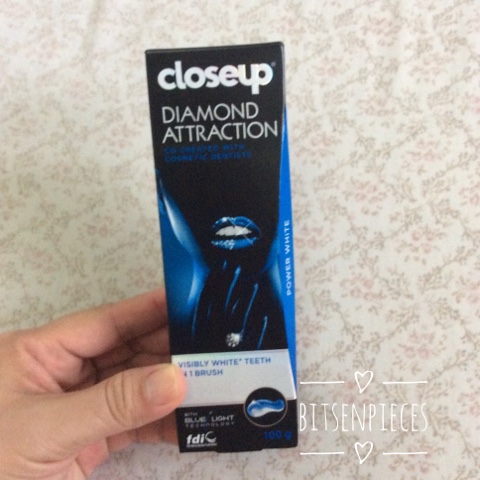 closeup
DIAMOND
ATTRACTION
CO-CREATED WITH
COSMETIC DENTISTS
POWER WHITE
VISIBLY WHITE* TEETH
1 BRUSH
WITH
BLUE LIGHT
TECHNOLOGY
fdi
100 g
BITSENPIECES